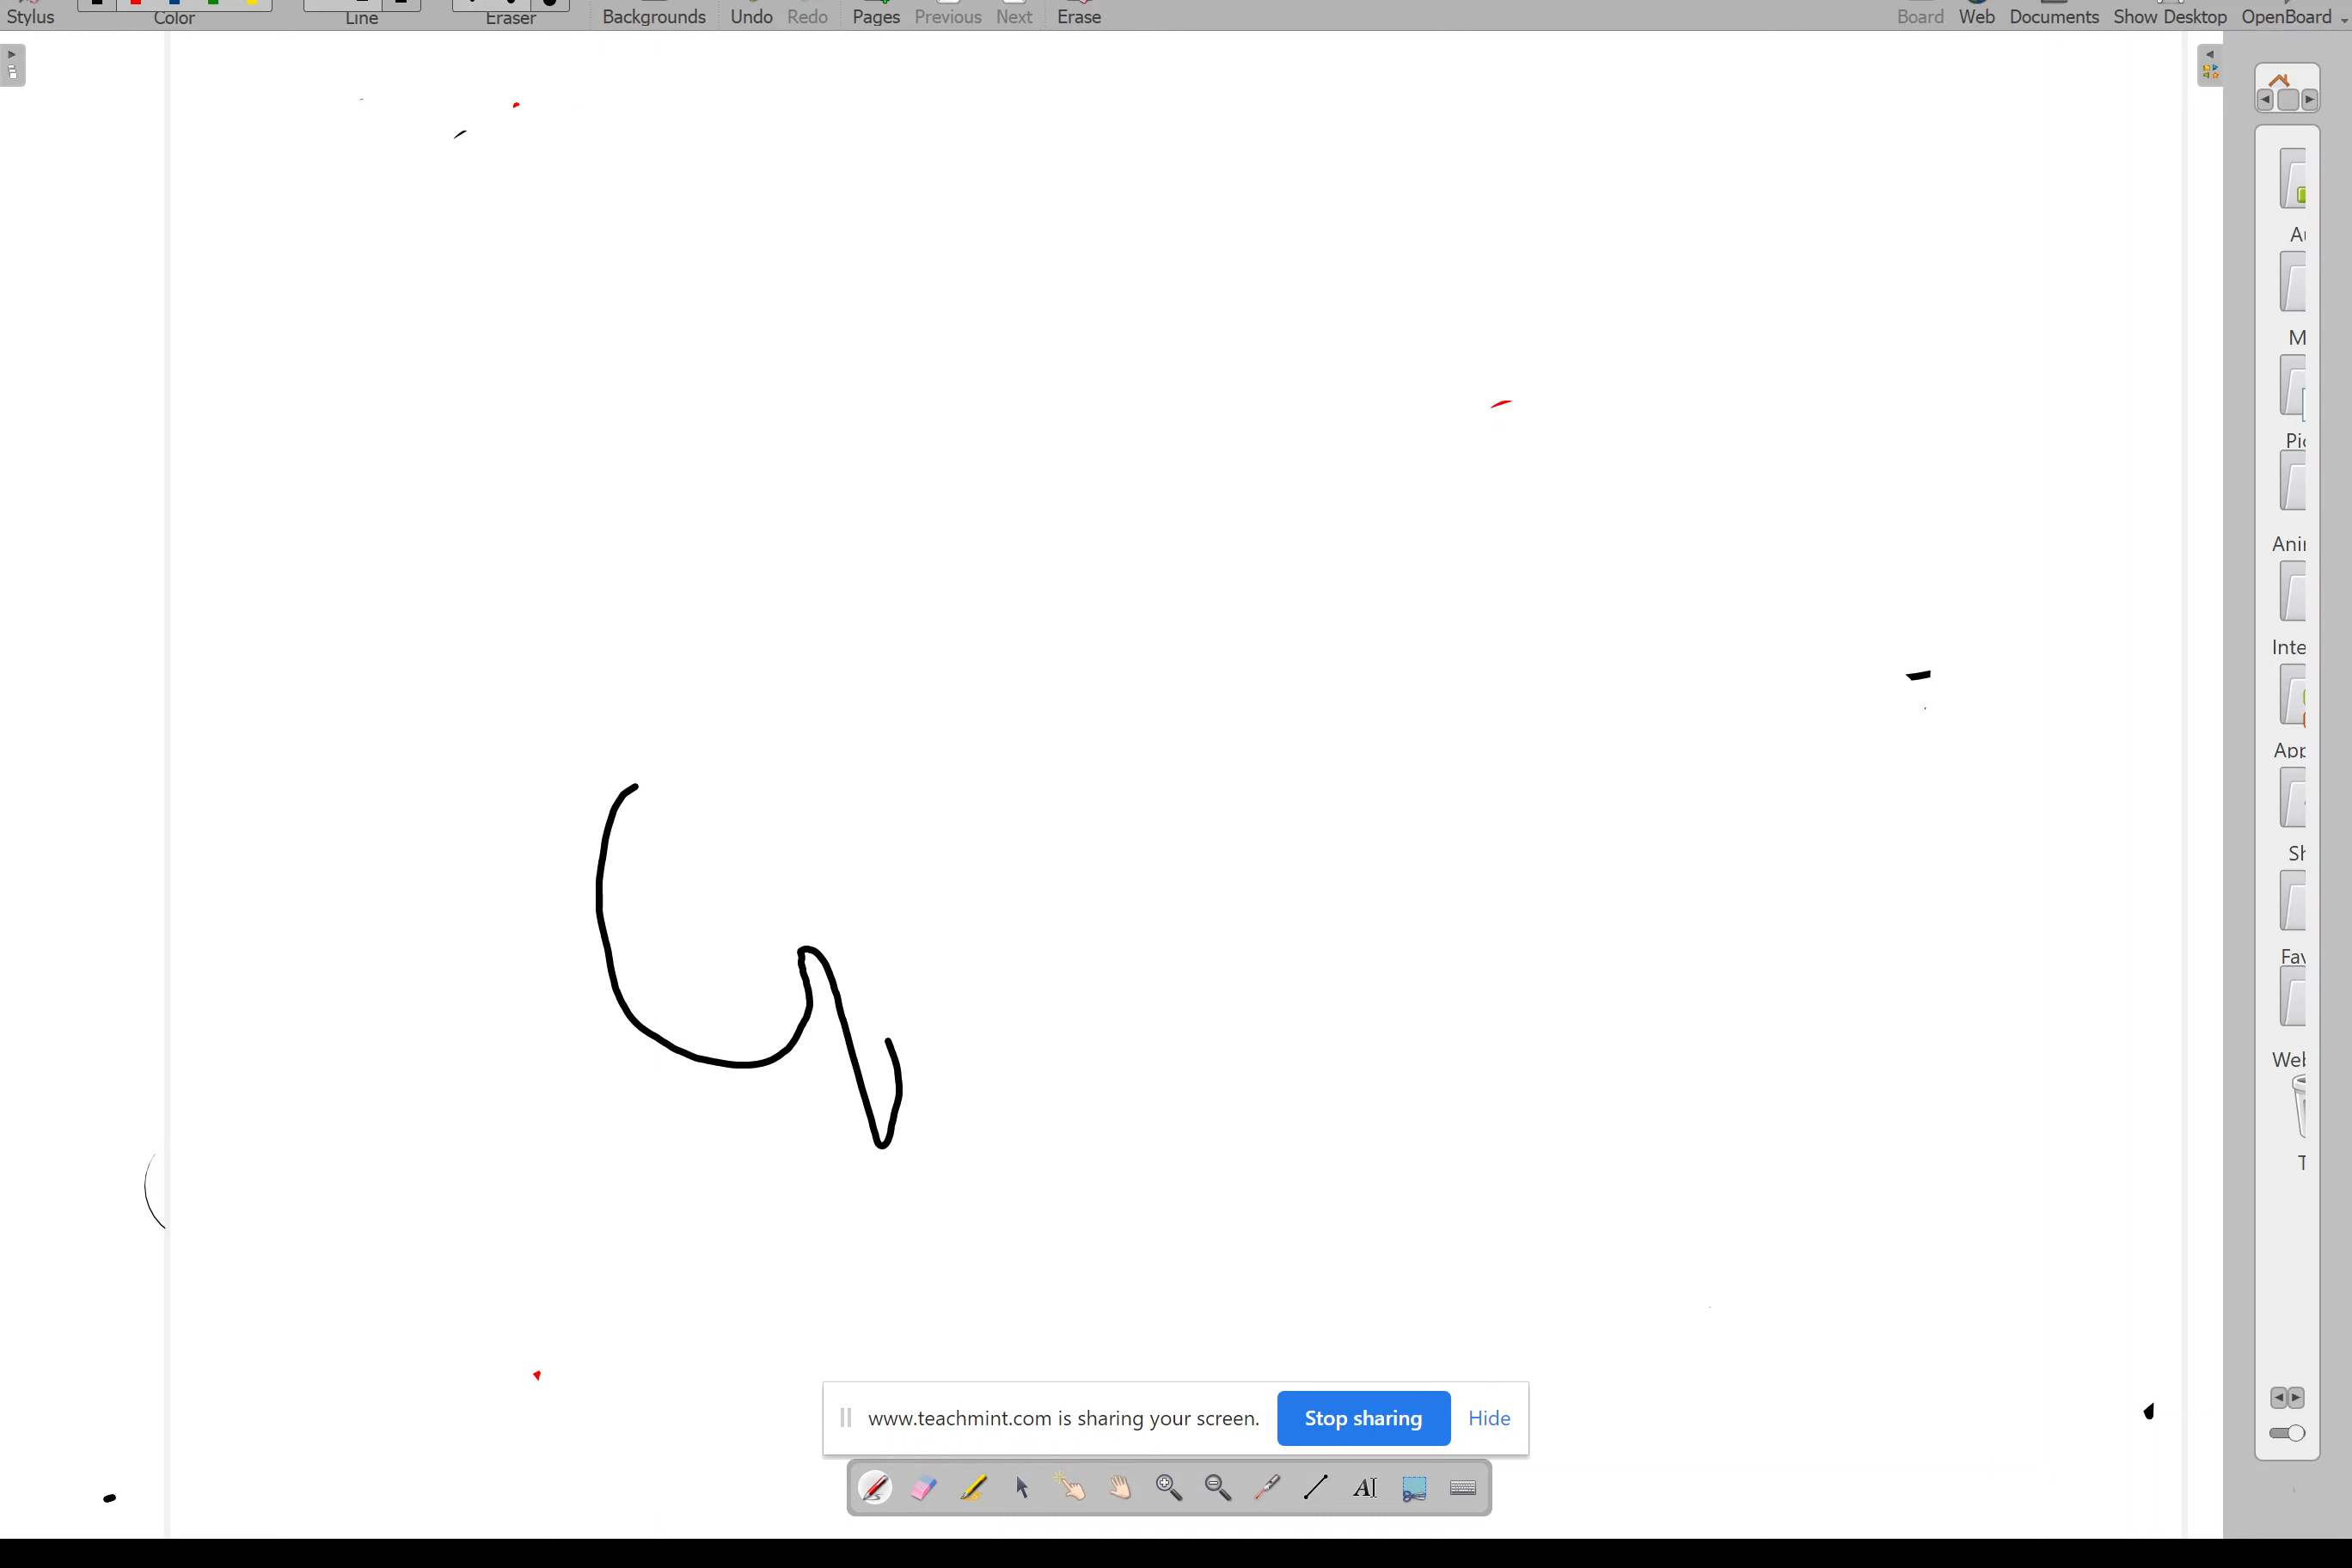 Stylus Color Line Eraser Backgrounds Undo Redo Pages Previous Next Erase Board Web Documents Show Desktop OpenBoard
www.teachmint.com is sharing your screen. Stop sharing Hide